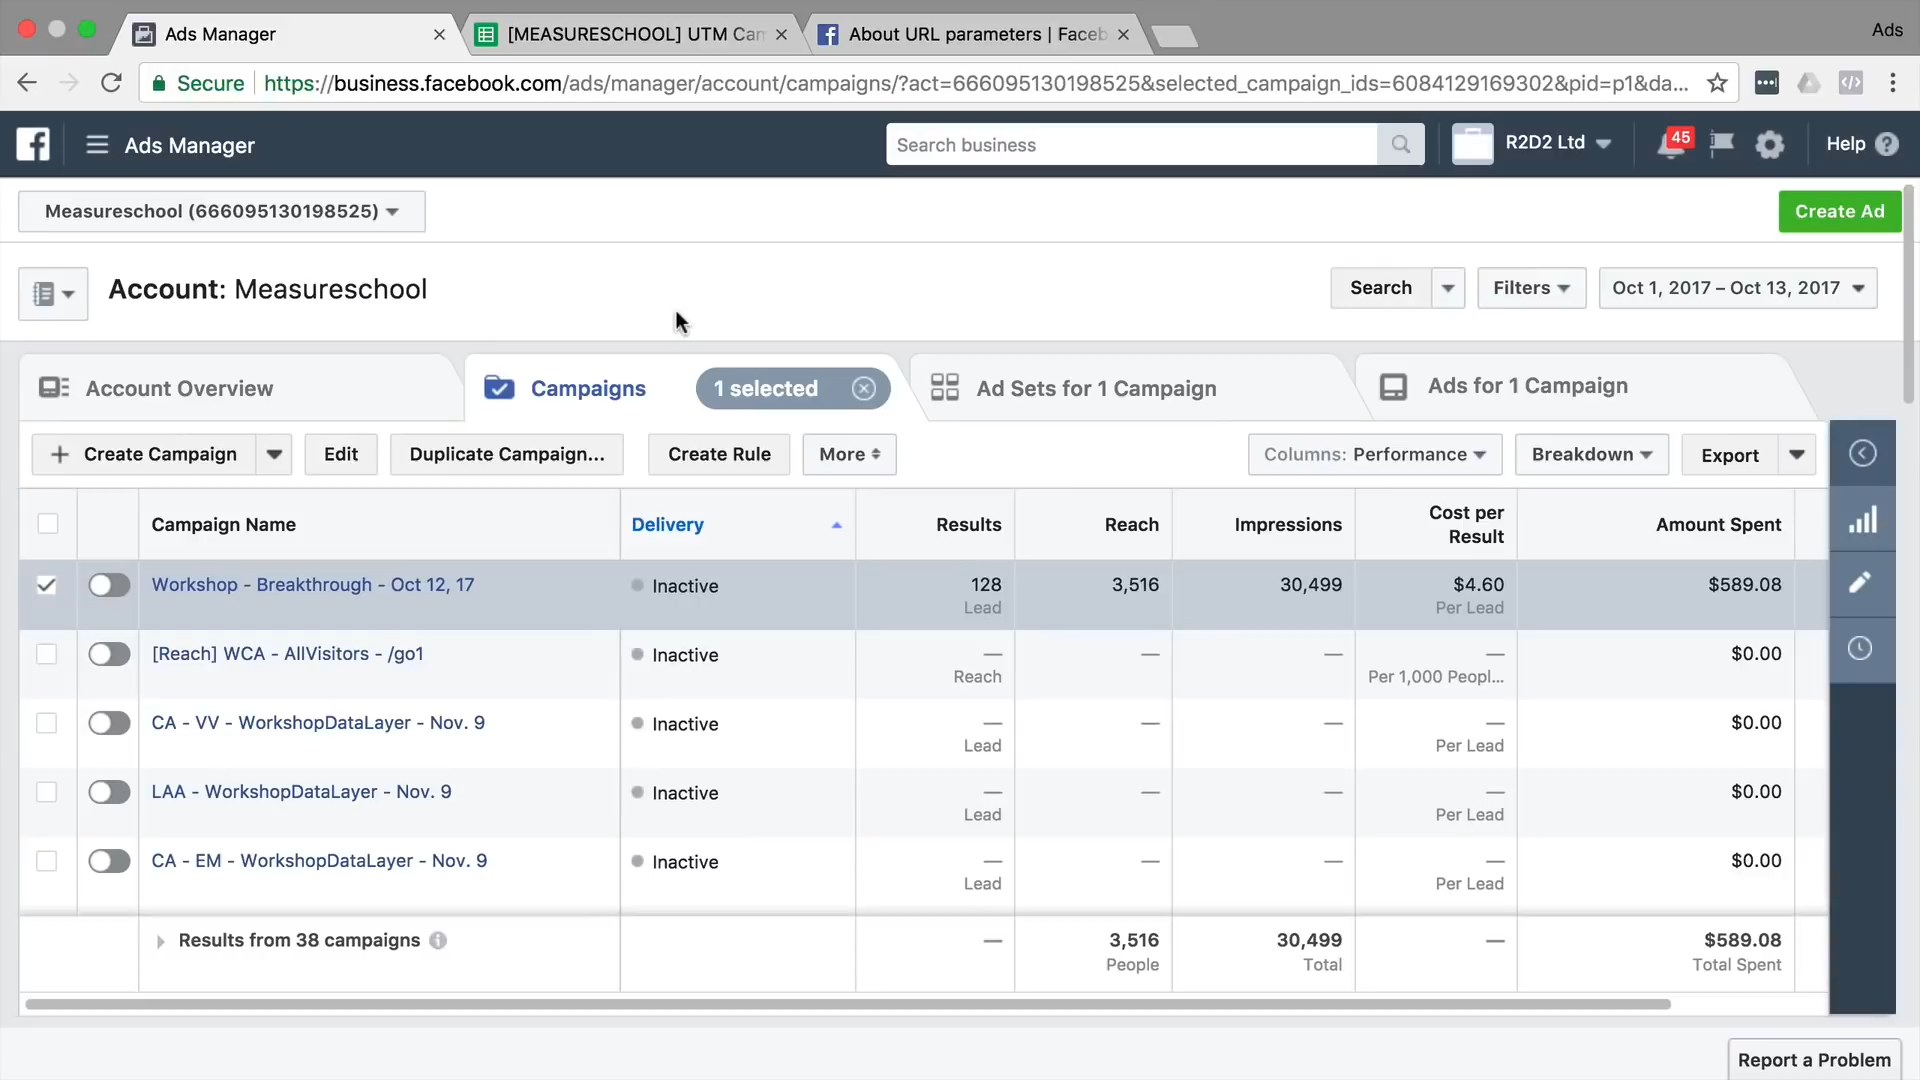 Ads Manager
[MEASURESCHOOL] UTM Cam
About URL parameters | Faceb
Ads
Secure
https://business.facebook.com/ads/manager/account/campaigns/?act=666095130198525&selected_campaign_ids=6084129169302&pid=p1&da...
Ads Manager
Search business
R2D2 Ltd
45
Help
Measureschool (666095130198525)
Create Ad
Account: Measureschool
Search
Filters
Oct 1, 2017 – Oct 13, 2017
Account Overview
Campaigns
1 selected
Ad Sets for 1 Campaign
Ads for 1 Campaign
+ Create Campaign
Edit
Duplicate Campaign...
Create Rule
More
Columns: Performance
Breakdown
Export
Campaign Name
Delivery
Results
Reach
Impressions
Cost per
Result
Amount Spent
Workshop - Breakthrough - Oct 12, 17
Inactive
128
Lead
3,516
30,499
$4.60
Per Lead
$589.08
[Reach] WCA - AllVisitors - /go1
Inactive
—
Reach
—
—
—
Per 1,000 Peopl...
$0.00
CA - VV - WorkshopDataLayer - Nov. 9
Inactive
—
Lead
—
—
—
Per Lead
$0.00
LAA - WorkshopDataLayer - Nov. 9
Inactive
—
Lead
—
—
—
Per Lead
$0.00
CA - EM - WorkshopDataLayer - Nov. 9
Inactive
—
Lead
—
—
—
Per Lead
$0.00
Results from 38 campaigns
—
3,516
People
30,499
Total
—
$589.08
Total Spent
Report a Problem